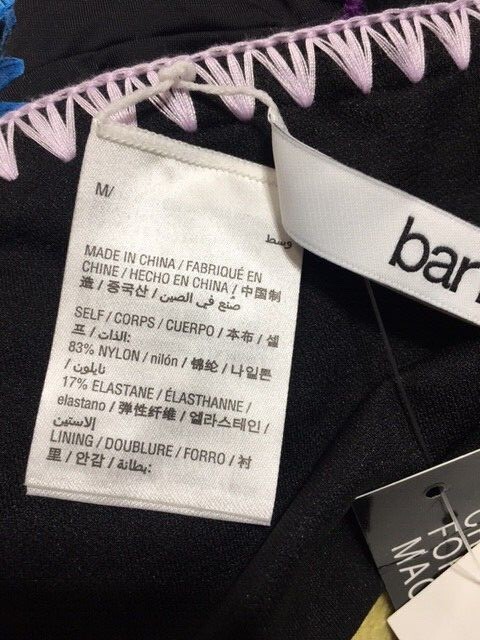 M/
وسط
MADE IN CHINA / FABRIQUÉ EN
CHINE / HECHO EN CHINA / 中国制
造 / 중국산 / صنع في الصين
SELF / CORPS / CUERPO / 本布 / 셀
프 / الذات:
83% NYLON / nilón / 锦纶 / 나일론
/ نايلون
17% ELASTANE / ÉLASTHANNE /
elastano / 弹性纤维 / 엘라스테인 /
الاستين
LINING / DOUBLURE / FORRO / 衬
里 / 안감 / بطانة:
bar
FO
MAC